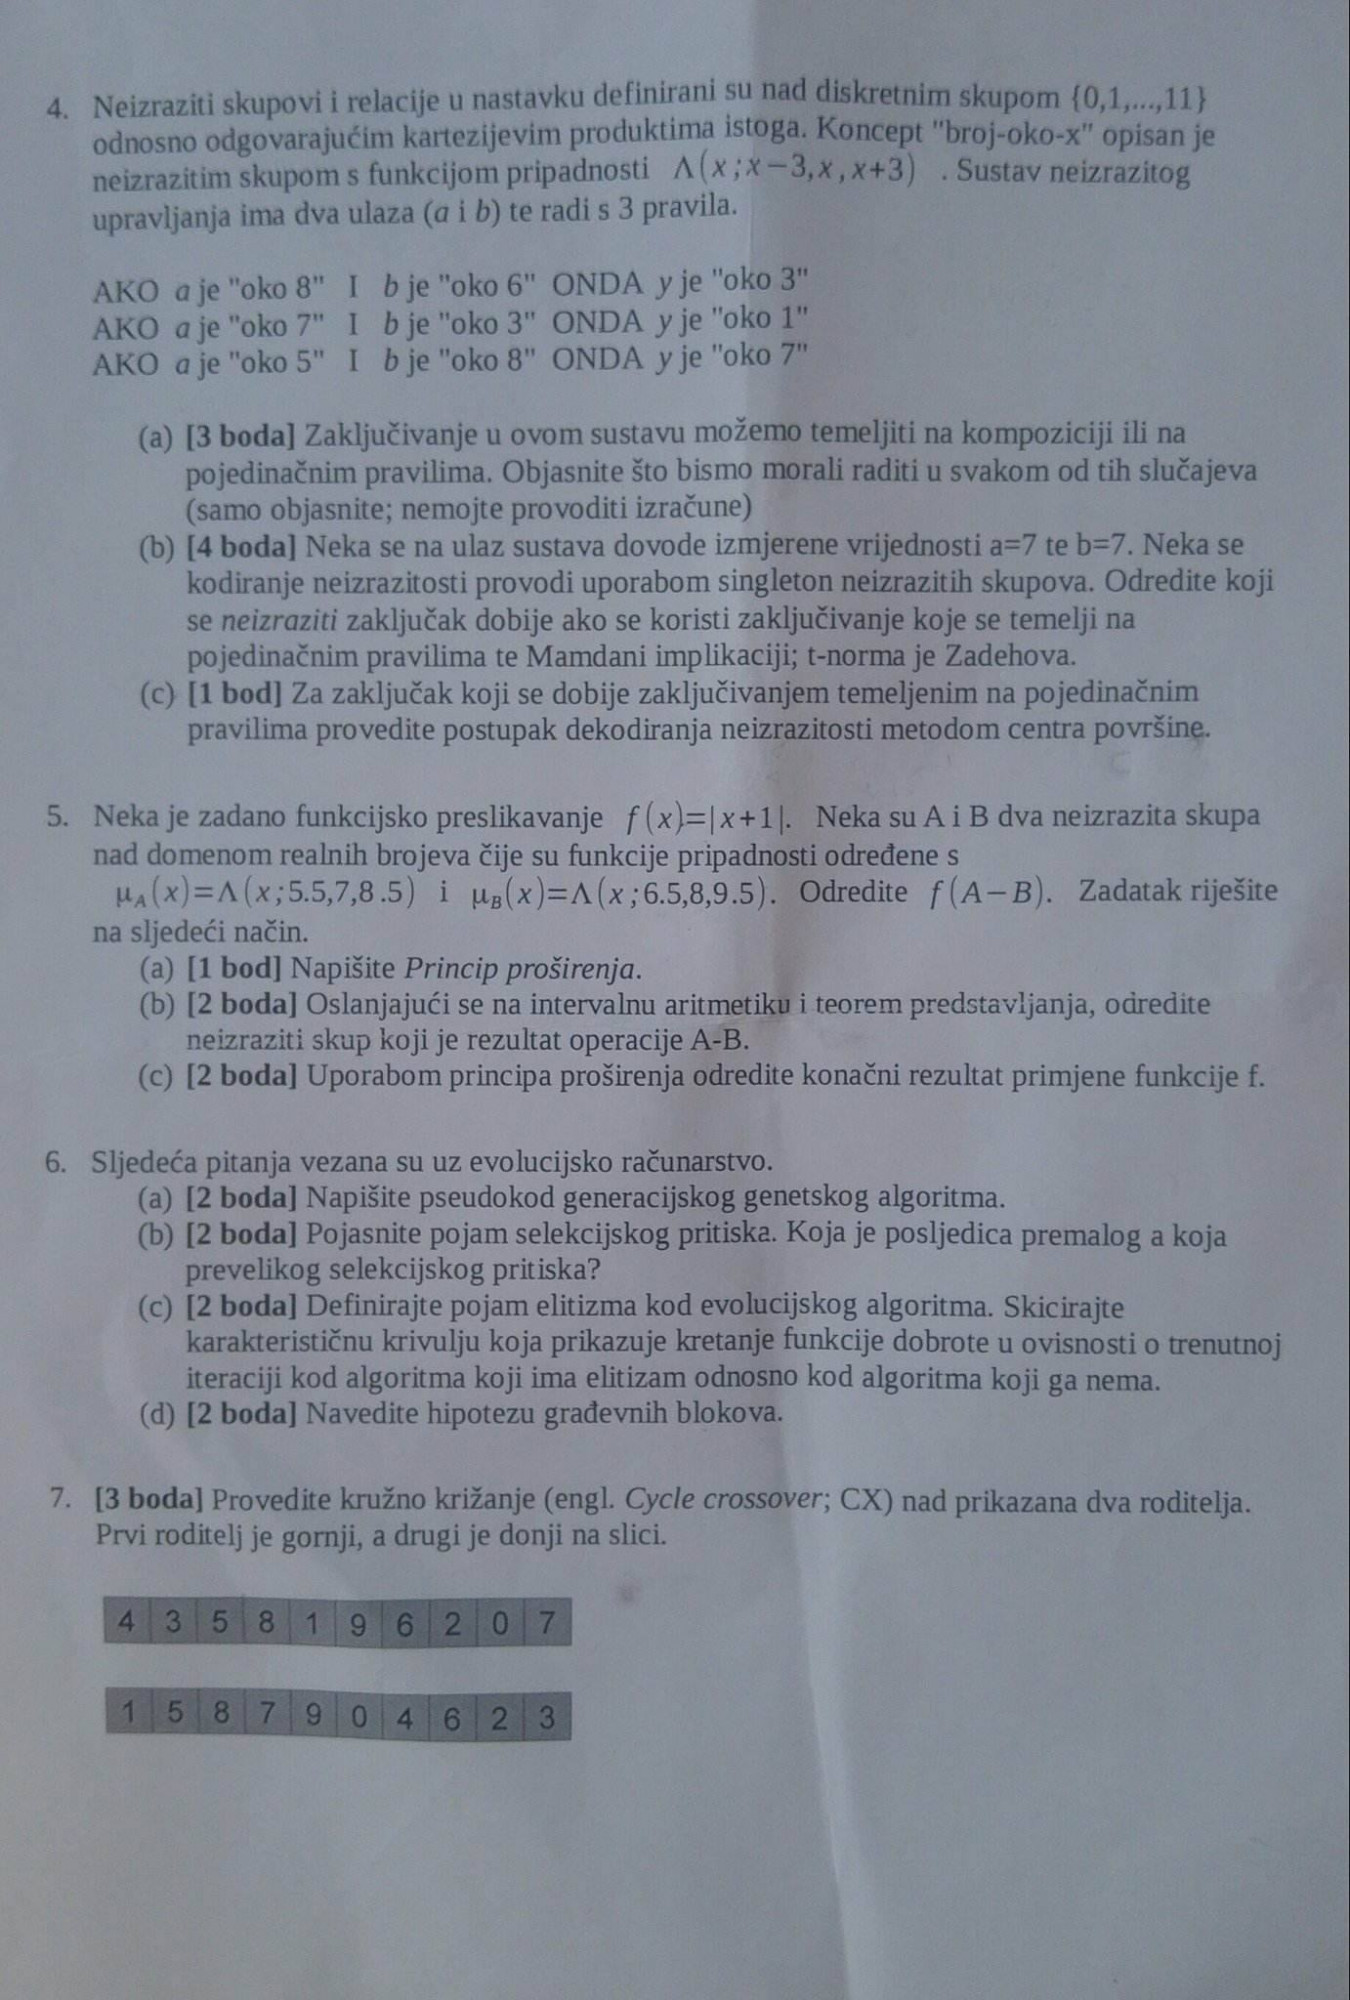 4. Neizraziti skupovi i relacije u nastavku definirani su nad diskretnim skupom {0,1,...,11}
odnosno odgovarajućim kartezijevim produktima istoga. Koncept "broj-oko-x" opisan je
neizrazitim skupom s funkcijom pripadnosti Λ(x;x−3,x,x+3) . Sustav neizrazitog
upravljanja ima dva ulaza (a i b) te radi s 3 pravila.
AKO a je "oko 8" I b je "oko 6" ONDA y je "oko 3"
AKO a je "oko 7" I b je "oko 3" ONDA y je "oko 1"
AKO a je "oko 5" I b je "oko 8" ONDA y je "oko 7"
(a) [3 boda] Zaključivanje u ovom sustavu možemo temeljiti na kompoziciji ili na
pojedinačnim pravilima. Objasnite što bismo morali raditi u svakom od tih slučajeva
(samo objasnite; nemojte provoditi izračune)
(b) [4 boda] Neka se na ulaz sustava dovode izmjerene vrijednosti a=7 te b=7. Neka se
kodiranje neizrazitosti provodi uporabom singleton neizrazitih skupova. Odredite koji
se neizraziti zaključak dobije ako se koristi zaključivanje koje se temelji na
pojedinačnim pravilima te Mamdani implikaciji; t-norma je Zadehova.
(c) [1 bod] Za zaključak koji se dobije zaključivanjem temeljenim na pojedinačnim
pravilima provedite postupak dekodiranja neizrazitosti metodom centra površine.
5. Neka je zadano funkcijsko preslikavanje f(x)=|x+1|. Neka su A i B dva neizrazita skupa
nad domenom realnih brojeva čije su funkcije pripadnosti određene s
μA(x)=Λ(x;5.5,7,8.5) i μB(x)=Λ(x;6.5,8,9.5). Odredite f(A−B). Zadatak riješite
na sljedeći način.
(a) [1 bod] Napišite Princip proširenja.
(b) [2 boda] Oslanjajući se na intervalnu aritmetiku i teorem predstavljanja, odredite
neizraziti skup koji je rezultat operacije A-B.
(c) [2 boda] Uporabom principa proširenja odredite konačni rezultat primjene funkcije f.
6. Sljedeća pitanja vezana su uz evolucijsko računarstvo.
(a) [2 boda] Napišite pseudokod generacijskog genetskog algoritma.
(b) [2 boda] Pojasnite pojam selekcijskog pritiska. Koja je posljedica premalog a koja
prevelikog selekcijskog pritiska?
(c) [2 boda] Definirajte pojam elitizma kod evolucijskog algoritma. Skicirajte
karakterističnu krivulju koja prikazuje kretanje funkcije dobrote u ovisnosti o trenutnoj
iteraciji kod algoritma koji ima elitizam odnosno kod algoritma koji ga nema.
(d) [2 boda] Navedite hipotezu građevnih blokova.
7. [3 boda] Provedite kružno križanje (engl. Cycle crossover; CX) nad prikazana dva roditelja.
Prvi roditelj je gornji, a drugi je donji na slici.
4 3 5 8 1 9 6 2 0 7
1 5 8 7 9 0 4 6 2 3